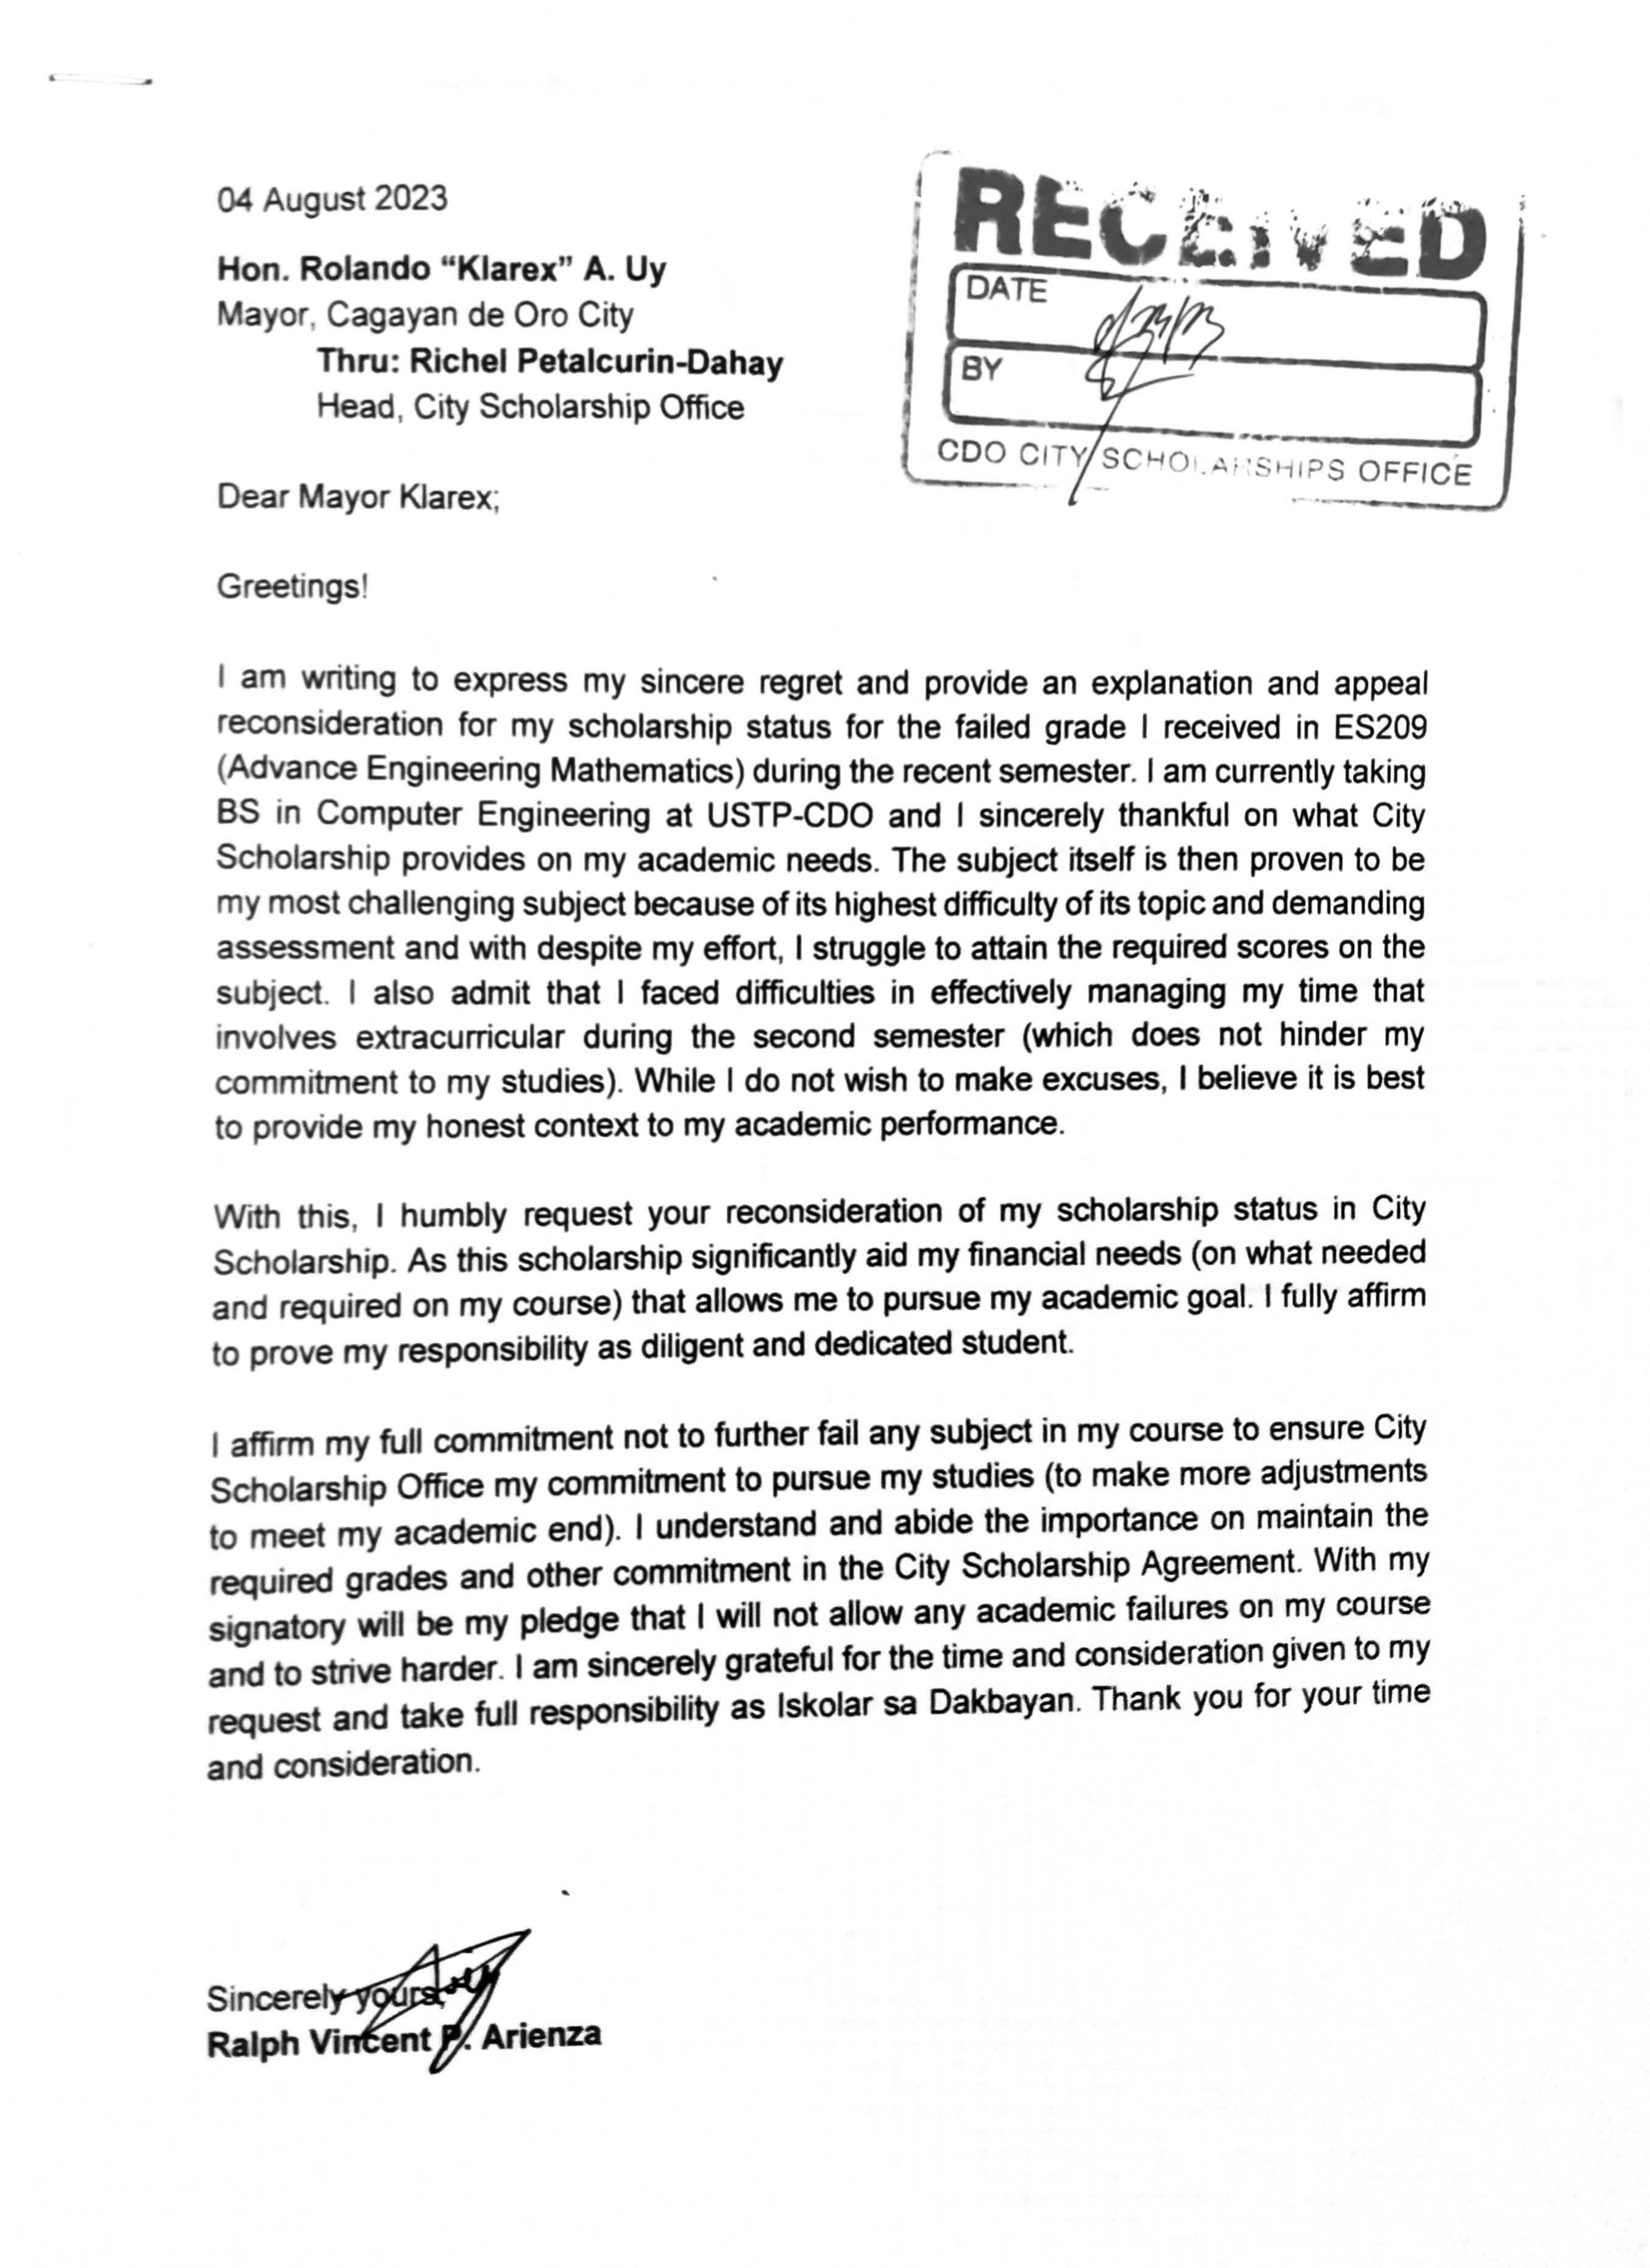 04 August 2023
Hon. Rolando “Klarex” A. Uy
Mayor, Cagayan de Oro City
Thru: Richel Petalcurin-Dahay
Head, City Scholarship Office
RECEIVED
DATE
BY
CDO CITY SCHOLARSHIPS OFFICE
Dear Mayor Klarex;
Greetings!
I am writing to express my sincere regret and provide an explanation and appeal
reconsideration for my scholarship status for the failed grade I received in ES209
(Advance Engineering Mathematics) during the recent semester. I am currently taking
BS in Computer Engineering at USTP-CDO and I sincerely thankful on what City
Scholarship provides on my academic needs. The subject itself is then proven to be
my most challenging subject because of its highest difficulty of its topic and demanding
assessment and with despite my effort, I struggle to attain the required scores on the
subject. I also admit that I faced difficulties in effectively managing my time that
involves extracurricular during the second semester (which does not hinder my
commitment to my studies). While I do not wish to make excuses, I believe it is best
to provide my honest context to my academic performance.
With this, I humbly request your reconsideration of my scholarship status in City
Scholarship. As this scholarship significantly aid my financial needs (on what needed
and required on my course) that allows me to pursue my academic goal. I fully affirm
to prove my responsibility as diligent and dedicated student.
I affirm my full commitment not to further fail any subject in my course to ensure City
Scholarship Office my commitment to pursue my studies (to make more adjustments
to meet my academic end). I understand and abide the importance on maintain the
required grades and other commitment in the City Scholarship Agreement. With my
signatory will be my pledge that I will not allow any academic failures on my course
and to strive harder. I am sincerely grateful for the time and consideration given to my
request and take full responsibility as Iskolar sa Dakbayan. Thank you for your time
and consideration.
Sincerely yours,
Ralph Vincent P. Arienza